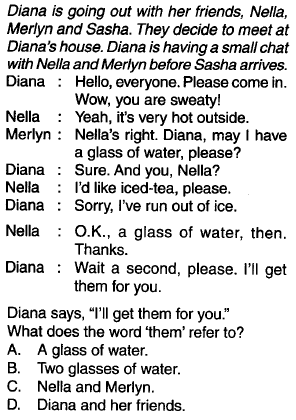 Diana is going out with her friends, Nella,
Merlyn and Sasha. They decide to meet at
Diana's house. Diana is having a small chat
with Nella and Merlyn before Sasha arrives.
Diana : Hello, everyone. Please come in.
Wow, you are sweaty!
Nella : Yeah, it's very hot outside.
Merlyn : Nella's right. Diana, may I have
a glass of water, please?
Diana : Sure. And you, Nella?
Nella : I'd like iced-tea, please.
Diana : Sorry, I've run out of ice.
Nella : O.K., a glass of water, then.
Thanks.
Diana : Wait a second, please. I'll get
them for you.
Diana says, "I'll get them for you."
What does the word 'them' refer to?
A. A glass of water.
B. Two glasses of water.
C. Nella and Merlyn.
D. Diana and her friends.